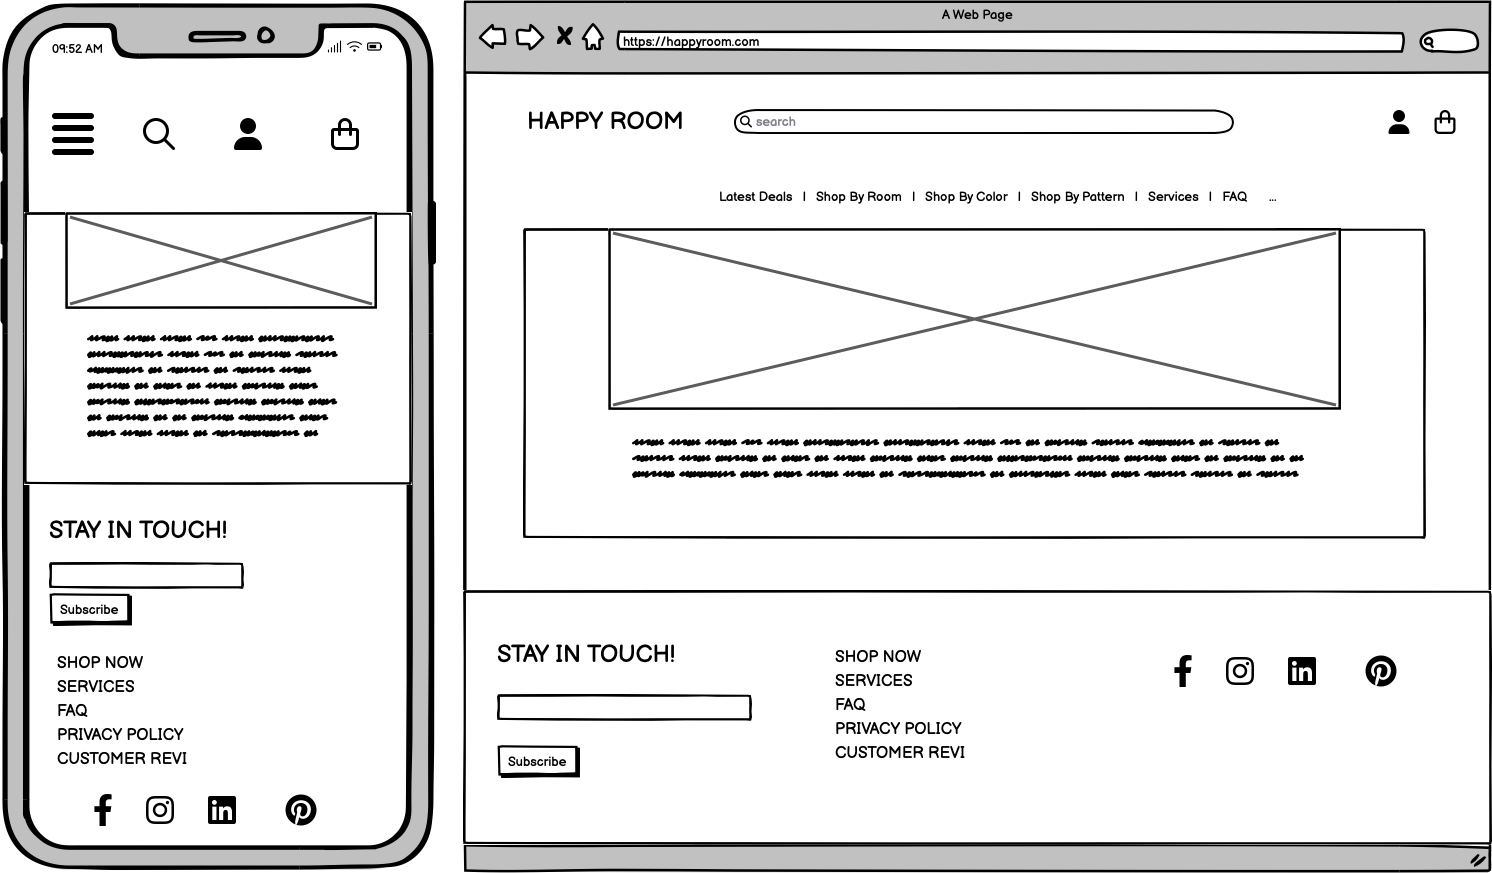 09:52 AM
STAY IN TOUCH!
Subscribe
SHOP NOW
SERVICES
FAQ
PRIVACY POLICY
CUSTOMER REVI
A Web Page
https://happyroom.com
HAPPY ROOM
search
Latest Deals | Shop By Room | Shop By Color | Shop By Pattern | Services | FAQ ...
STAY IN TOUCH!
Subscribe
SHOP NOW
SERVICES
FAQ
PRIVACY POLICY
CUSTOMER REVI